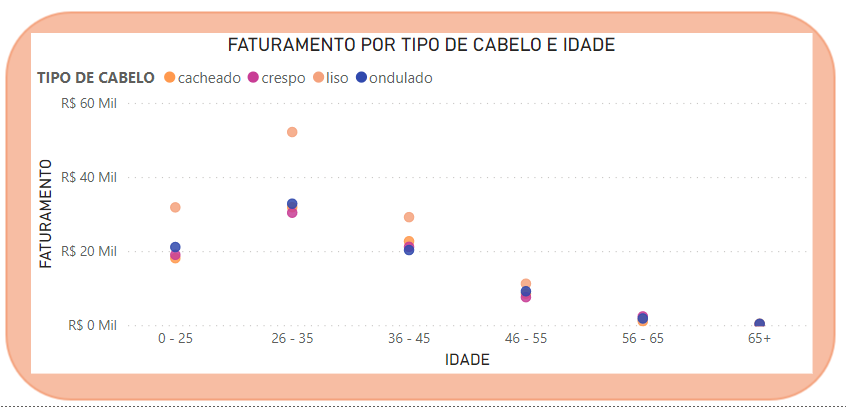 FATURAMENTO POR TIPO DE CABELO E IDADE
TIPO DE CABELO cacheado crespo liso ondulado
R$ 60 Mil
R$ 40 Mil
R$ 20 Mil
R$ 0 Mil
FATURAMENTO
0 - 25 26 - 35 36 - 45 46 - 55 56 - 65 65+
IDADE